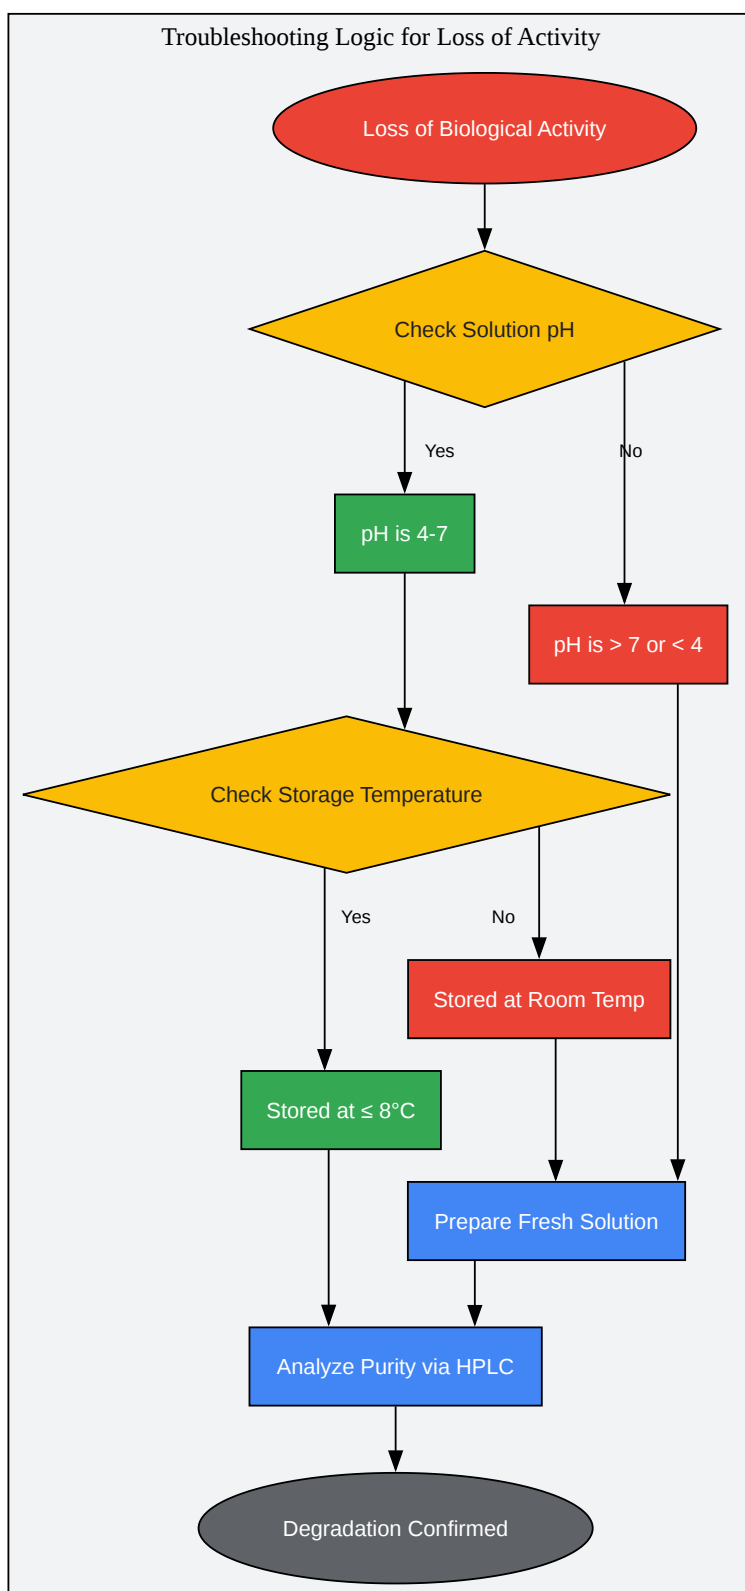 Troubleshooting Logic for Loss of Activity
Loss of Biological Activity
Check Solution pH
Yes
No
pH is 4-7
pH is > 7 or < 4
Check Storage Temperature
Yes
No
Stored at Room Temp
Stored at ≤ 8°C
Prepare Fresh Solution
Analyze Purity via HPLC
Degradation Confirmed